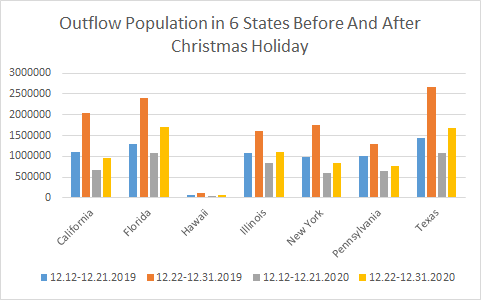 Outflow Population in 6 States Before And After
Christmas Holiday
3000000
2500000
2000000
1500000
1000000
500000
0
California
Florida
Hawaii
Illinois
New York
Pennsylvania
Texas
12.12-12.21.2019
12.22-12.31.2019
12.12-12.21.2020
12.22-12.31.2020